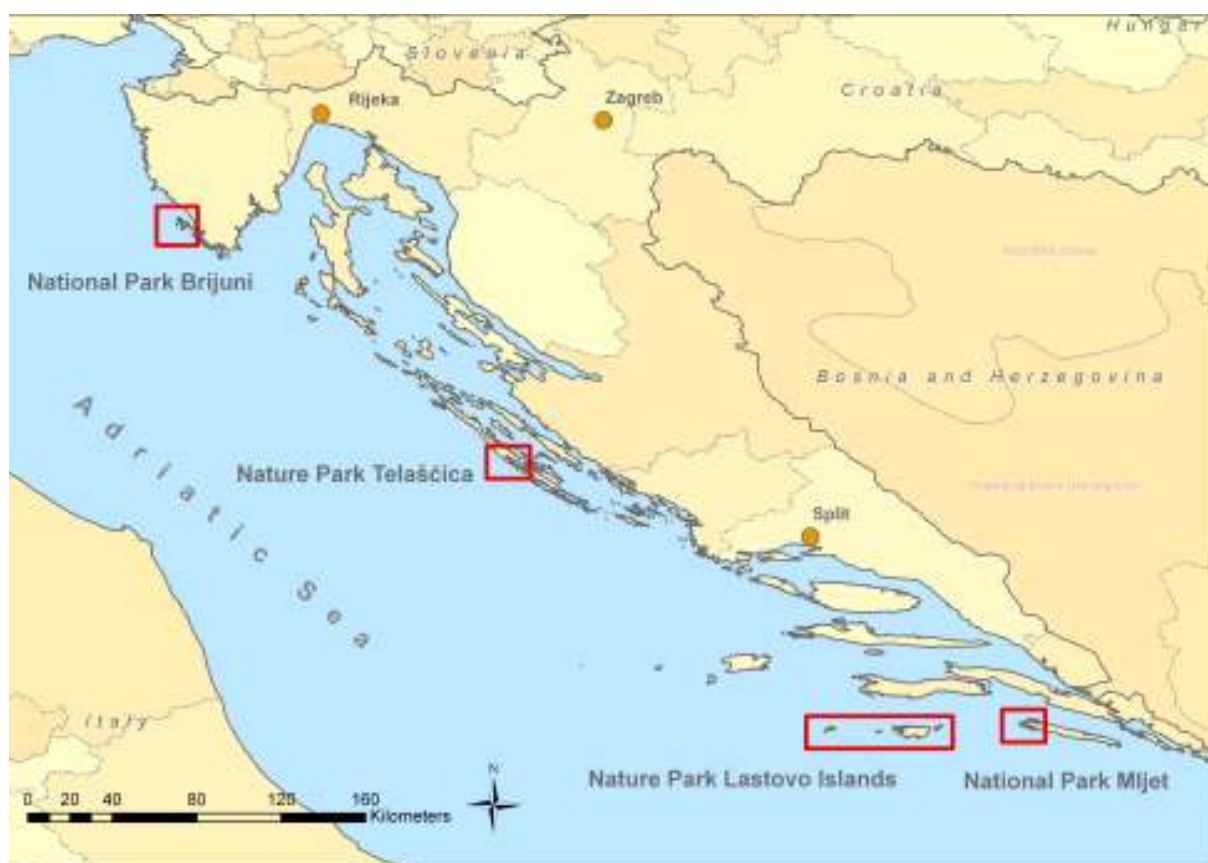 Hungar
Slovenia
Croatia
Rijeka
Zagreb
National Park Brijuni
Bosnia and Herzegovina
Adriatic Sea
Nature Park Telaščica
Split
Italy
Nature Park Lastovo Islands
National Park Mljet
N
0 20 40 80 120 160
Kilometers